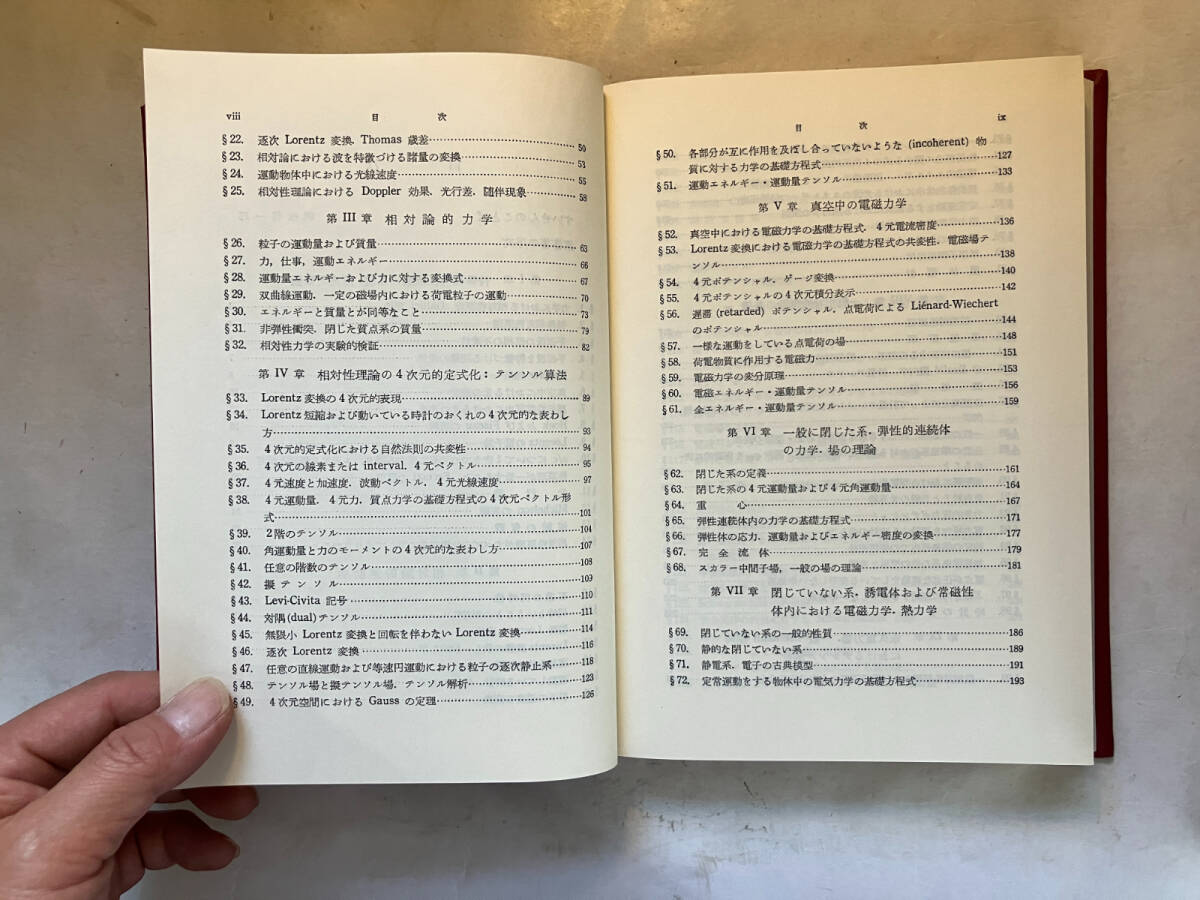 viii 目 次
§22. 逐次 Lorentz 変換. Thomas 歳差……50
§23. 相対論における波を特徴づける諸量の変換……53
§24. 運動物体中における光線速度……55
§25. 相対性理論における Doppler 効果, 光行差. 随伴現象……58
第 III 章 相対論的力学
§26. 粒子の運動量および質量……63
§27. 力, 仕事, 運動エネルギー……66
§28. 運動量エネルギーおよび力に対する変換式……67
§29. 双曲線運動. 一定の磁場内における荷電粒子の運動……70
§30. エネルギーと質量とが同等なこと……73
§31. 非弾性衝突. 閉じた質点系の質量……79
§32. 相対性力学の実験的検証……82
第 IV 章 相対性理論の4次元的定式化: テンソル算法
§33. Lorentz 変換の4次元的表現……89
§34. Lorentz 短縮および動いている時計のおくれの4次元的な表わし
方……93
§35. 4次元的定式化における自然法則の共変性……94
§36. 4次元の線素または interval. 4元ベクトル……95
§37. 4元速度と加速度. 波動ベクトル. 4元光線速度……97
§38. 4元運動量. 4元力. 質点力学の基礎方程式の4次元ベクトル形
式……101
§39. 2階のテンソル……104
§40. 角運動量と力のモーメントの4次元的な表わし方……107
§41. 任意の階数のテンソル……108
§42. 擬テンソル……109
§43. Levi-Civita 記号……110
§44. 対隅(dual)テンソル……111
§45. 無限小 Lorentz 変換と回転を伴わない Lorentz 変換……114
§46. 逐次 Lorentz 変換……116
§47. 任意の直線運動および等速円運動における粒子の逐次静止系……118
§48. テンソル場と擬テンソル場. テンソル解析……123
§49. 4次元空間における Gauss の定理……126
目 次 ix
§50. 各部分が互に作用を及ぼし合っていないような (incoherent) 物
質に対する力学の基礎方程式……127
§51. 運動エネルギー・運動量テンソル……133
第 V 章 真空中の電磁力学
§52. 真空中における電磁力学の基礎方程式. 4元電流密度……136
§53. Lorentz変換における電磁力学の基礎方程式の共変性. 電磁場テ
ンソル……138
§54. 4元ポテンシャル. ゲージ変換……140
§55. 4元ポテンシャルの4次元積分表示……142
§56. 遅滞 (retarded) ポテンシャル. 点電荷による Liénard-Wiechert
のポテンシャル……144
§57. 一様な運動をしている点電荷の場……148
§58. 荷電物質に作用する電磁力……151
§59. 電磁力学の変分原理……153
§60. 電磁エネルギー・運動量テンソル……156
§61. 全エネルギー・運動量テンソル……159
第 VI 章 一般に閉じた系. 弾性的連続体
の力学. 場の理論
§62. 閉じた系の定義……161
§63. 閉じた系の4元運動量および4元角運動量……164
§64. 重心……167
§65. 弾性連続体内の力学の基礎方程式……171
§66. 弾性体の応力. 運動量およびエネルギー密度の変換……177
§67. 完全流体……179
§68. スカラー中間子場, 一般の場の理論……181
第 VII 章 閉じていない系. 誘電体および常磁性
体内における電磁力学. 熱力学
§69. 閉じていない系の一般的性質……186
§70. 静的な閉じていない系……189
§71. 静電系. 電子の古典模型……191
§72. 定常運動をする物体中の電気力学の基礎方程式……193